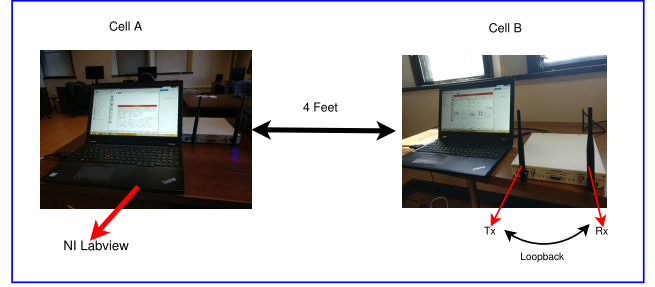 Cell A
Cell B
4 Feet
NI Labview
Tx
Rx
Loopback